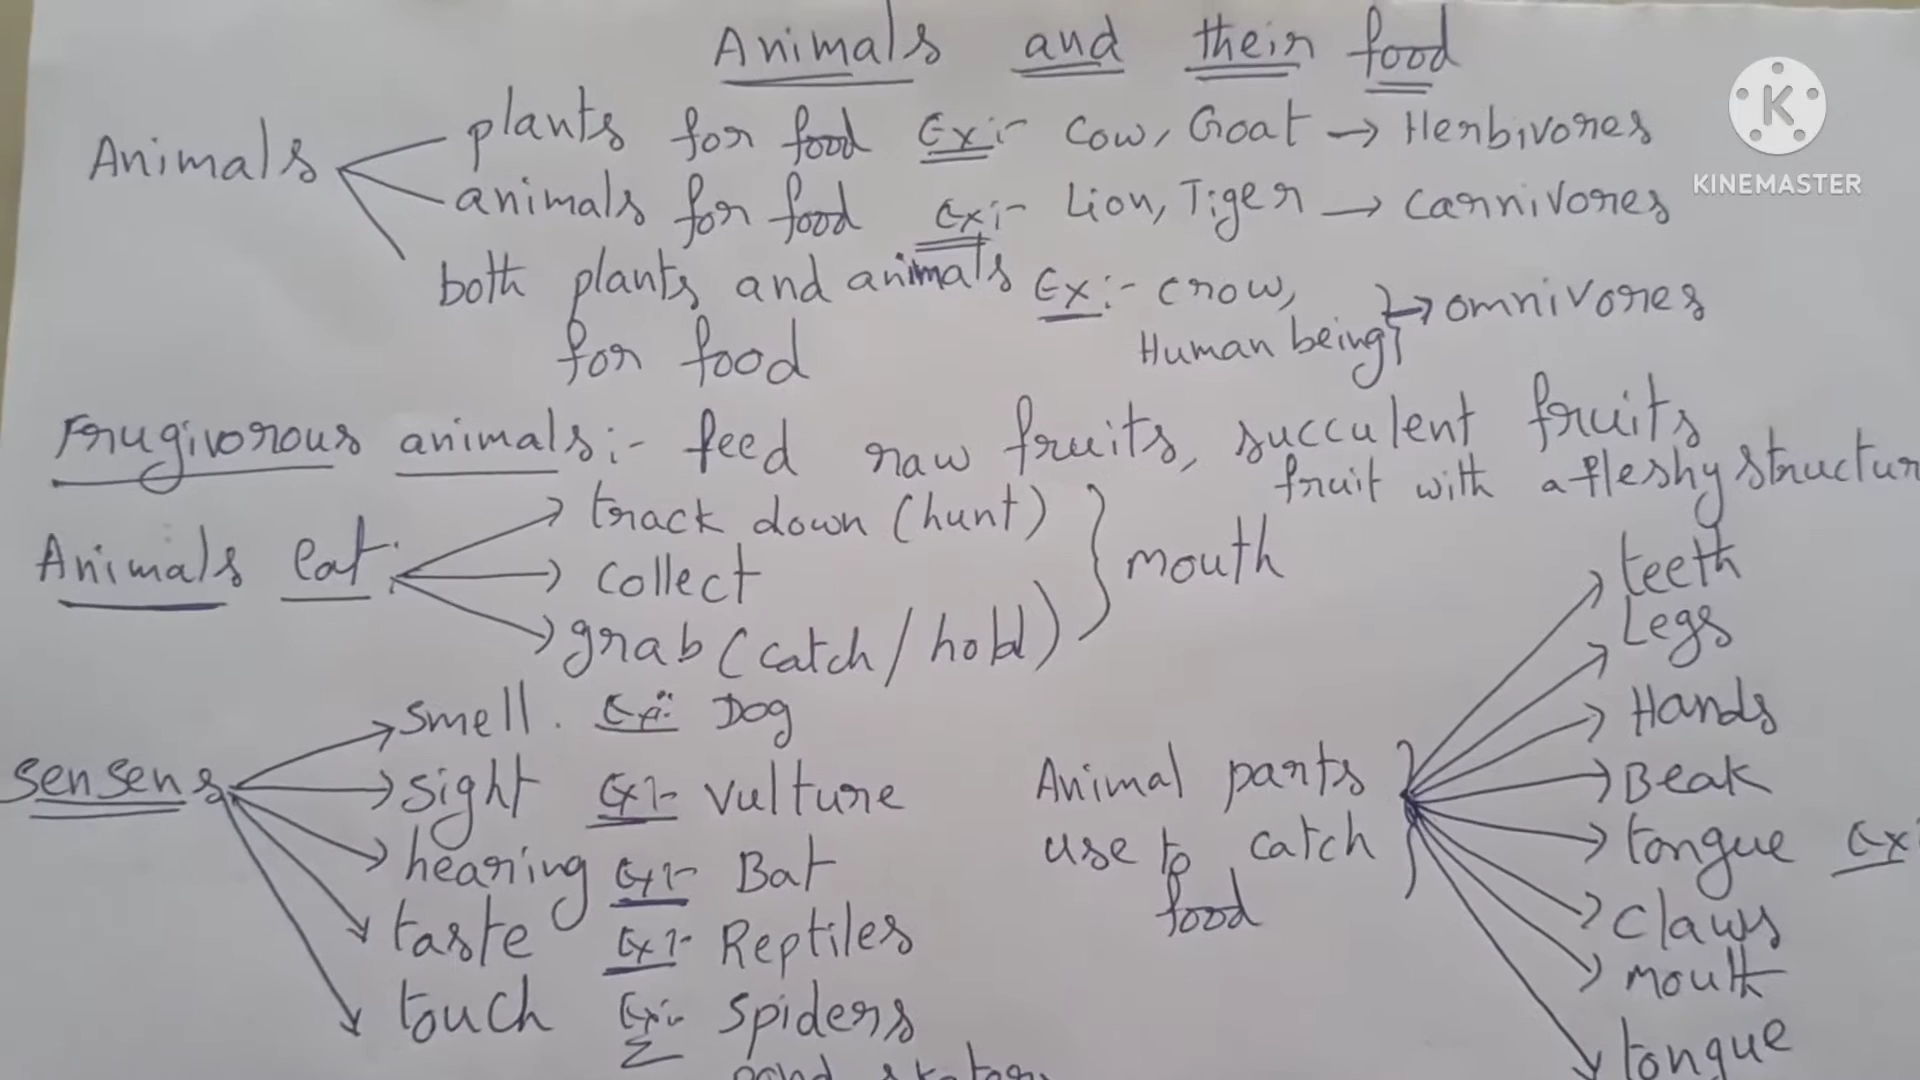 Animals and their food
Animals
plants for food Ex:- Cow, Goat → Herbivores
animals for food Ex:- Lion, Tiger → Carnivores
both plants and animals for food Ex:- Crow, Human beings → omnivores
Frugivorous animals:- feed raw fruits, succulent fruits
fruit with a fleshy structur
Animals eat
track down (hunt)
collect
grab (catch / hold)
mouth
Sensens
smell. Ex:- Dog
sight Ex:- Vulture
hearing Ex:- Bat
taste Ex:- Reptiles
touch Ex:- Spiders
pond
Animal parts
use to catch
food
teeth
Legs
Hands
Beak
tongue Ex:
Claws
mouth
tongue
KINEMASTER